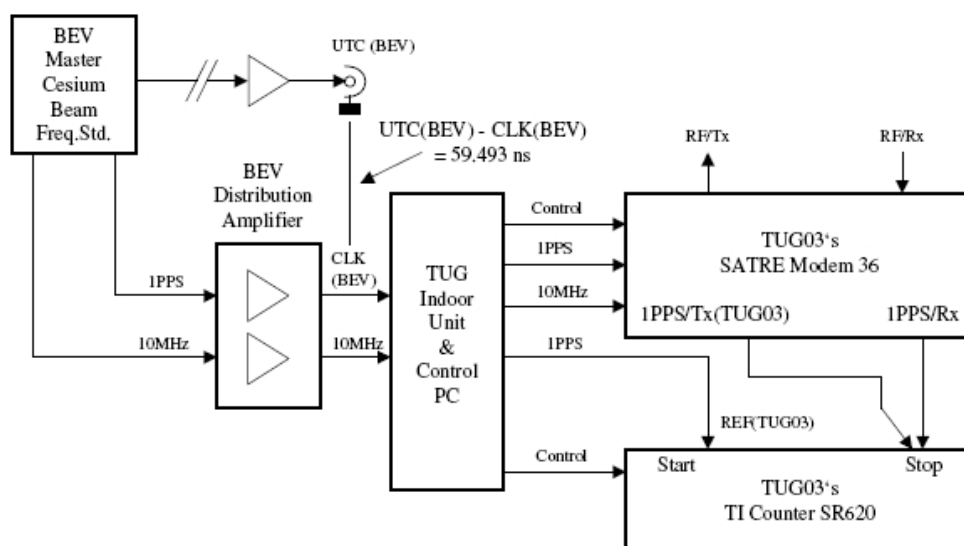 BEV
Master
Cesium
Beam
Freq.Std.
UTC (BEV)
UTC(BEV) - CLK(BEV)
= 59.493 ns
RF/Tx
RF/Rx
BEV
Distribution
Amplifier
CLK
(BEV)
1PPS
10MHz
10MHz
TUG
Indoor
Unit
&
Control
PC
Control
1PPS
10MHz
1PPS
Control
TUG03's
SATRE Modem 36
1PPS/Tx(TUG03)
1PPS/Rx
REF(TUG03)
Start
Stop
TUG03's
TI Counter SR620